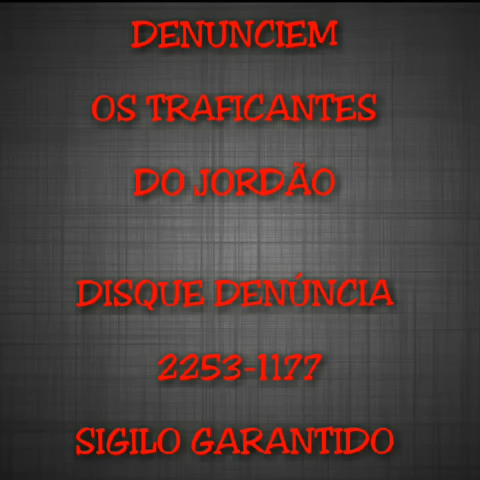 DENUNCIEM
OS TRAFICANTES
DO JORDÃO
DISQUE DENÚNCIA
2253-1177
SIGILO GARANTIDO